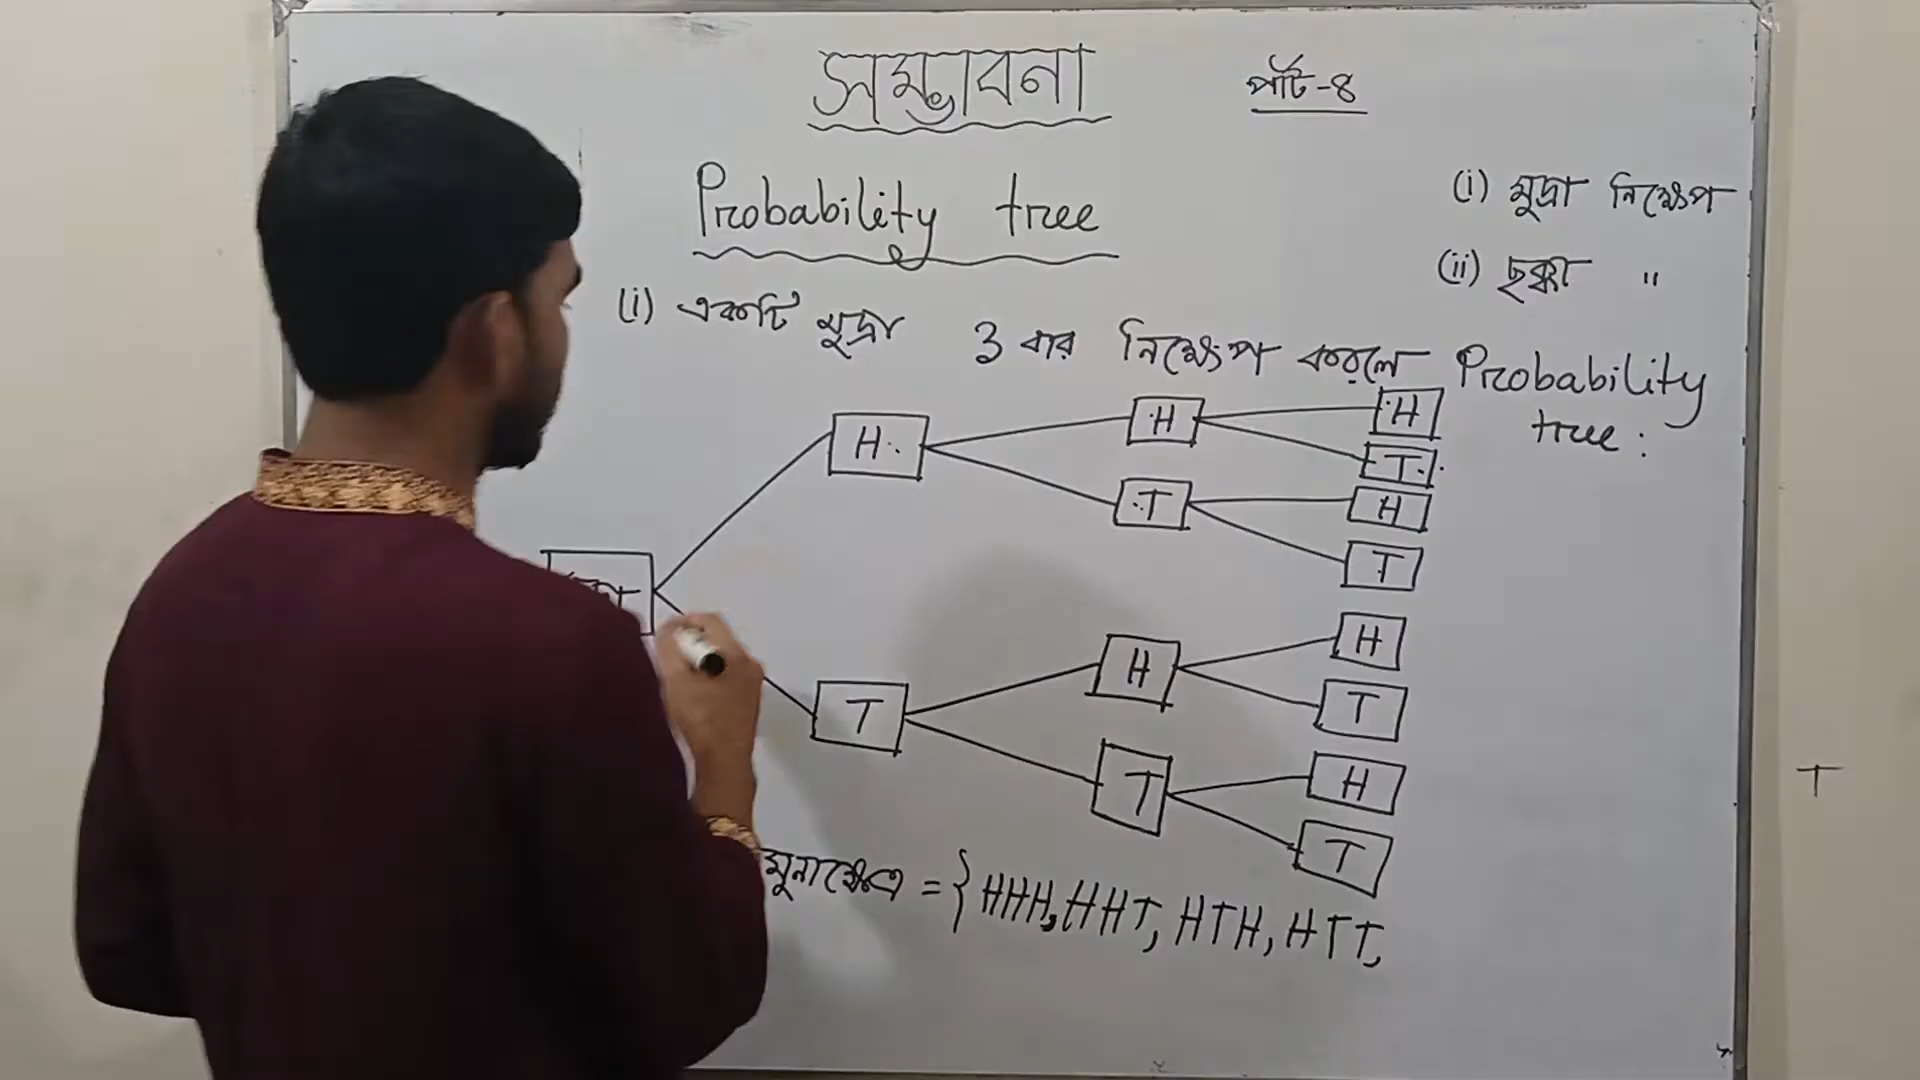 সম্ভাবনা
পার্ট-৪
Probability tree
(i) মুদ্রা নিক্ষেপ
(ii) ছক্কা "
(i) একটি মুদ্রা 3 বার নিক্ষেপ করলে Probability
tree:
H
H
H
T
T
H
T
T
H
H
T
T
H
T
মুনাক্ষেত্র = {HHH, HHT, HTH, HTT,
T